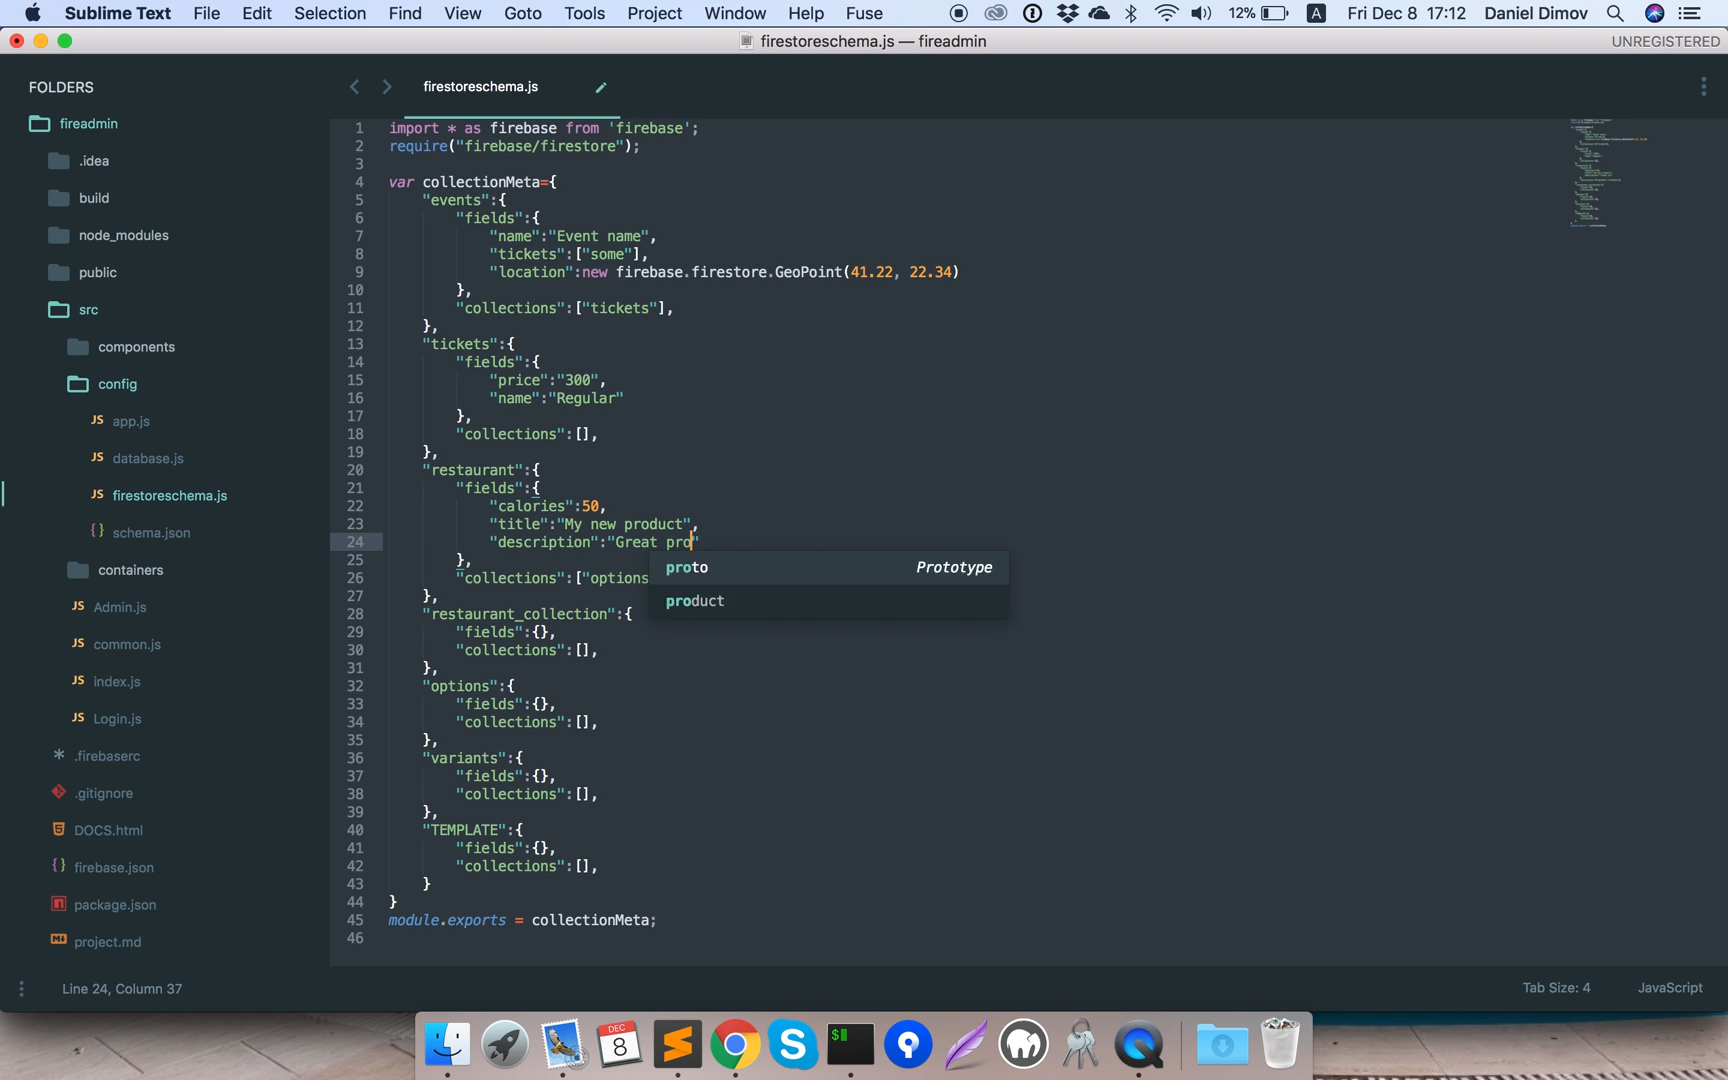 Sublime Text File Edit Selection Find View Goto Tools Project Window Help Fuse 12% A Fri Dec 8 17:12 Daniel Dimov
firestoreschema.js — fireadmin UNREGISTERED
FOLDERS
fireadmin
.idea
build
node_modules
public
src
components
config
JS app.js
JS database.js
JS firestoreschema.js
{} schema.json
containers
JS Admin.js
JS common.js
JS index.js
JS Login.js
* .firebaserc
.gitignore
DOCS.html
{} firebase.json
package.json
project.md
firestoreschema.js
1 import * as firebase from 'firebase';
2 require("firebase/firestore");
3
4 var collectionMeta={
5 "events":{
6 "fields":{
7 "name":"Event name",
8 "tickets":["some"],
9 "location":new firebase.firestore.GeoPoint(41.22, 22.34)
10 },
11 "collections":["tickets"],
12 },
13 "tickets":{
14 "fields":{
15 "price":"300",
16 "name":"Regular"
17 },
18 "collections":[],
19 },
20 "restaurant":{
21 "fields":{
22 "calories":50,
23 "title":"My new product",
24 "description":"Great pro"
25 },
26 "collections":["options
27 },
28 "restaurant_collection":{
29 "fields":{},
30 "collections":[],
31 },
32 "options":{
33 "fields":{},
34 "collections":[],
35 },
36 "variants":{
37 "fields":{},
38 "collections":[],
39 },
40 "TEMPLATE":{
41 "fields":{},
42 "collections":[],
43 }
44 }
45 module.exports = collectionMeta;
46
proto Prototype
product
Line 24, Column 37 Tab Size: 4 JavaScript
DEC
8
$